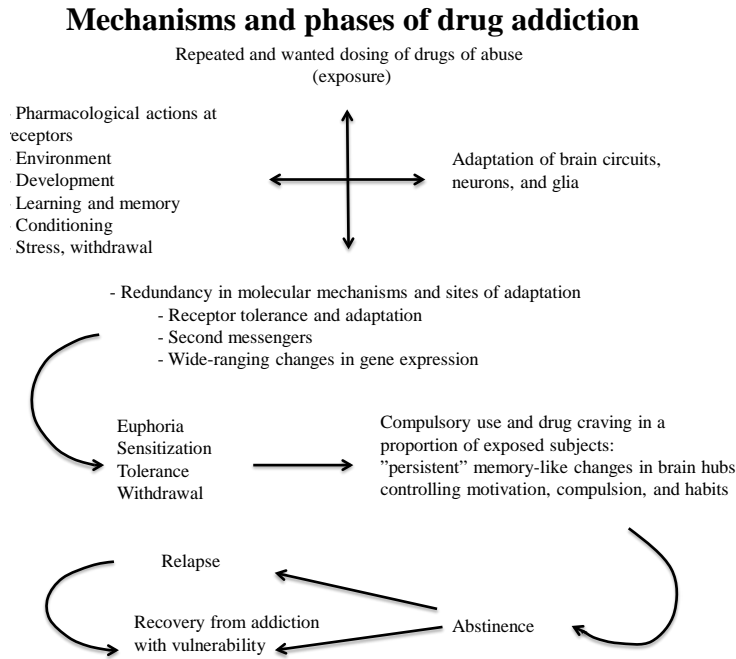 Mechanisms and phases of drug addiction
Repeated and wanted dosing of drugs of abuse
(exposure)
Pharmacological actions at
receptors
Environment
Development
Learning and memory
Conditioning
Stress, withdrawal
Adaptation of brain circuits,
neurons, and glia
- Redundancy in molecular mechanisms and sites of adaptation
- Receptor tolerance and adaptation
- Second messengers
- Wide-ranging changes in gene expression
Euphoria
Sensitization
Tolerance
Withdrawal
Compulsory use and drug craving in a
proportion of exposed subjects:
”persistent” memory-like changes in brain hubs
controlling motivation, compulsion, and habits
Relapse
Recovery from addiction
with vulnerability
Abstinence